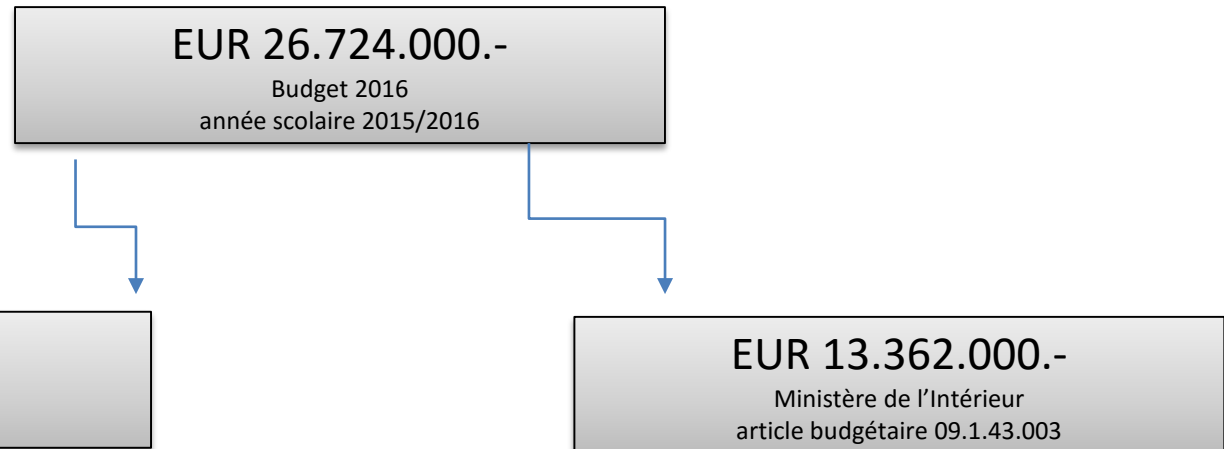 EUR 26.724.000.-
Budget 2016
année scolaire 2015/2016
EUR 13.362.000.-
Ministère de l’Intérieur
article budgétaire 09.1.43.003